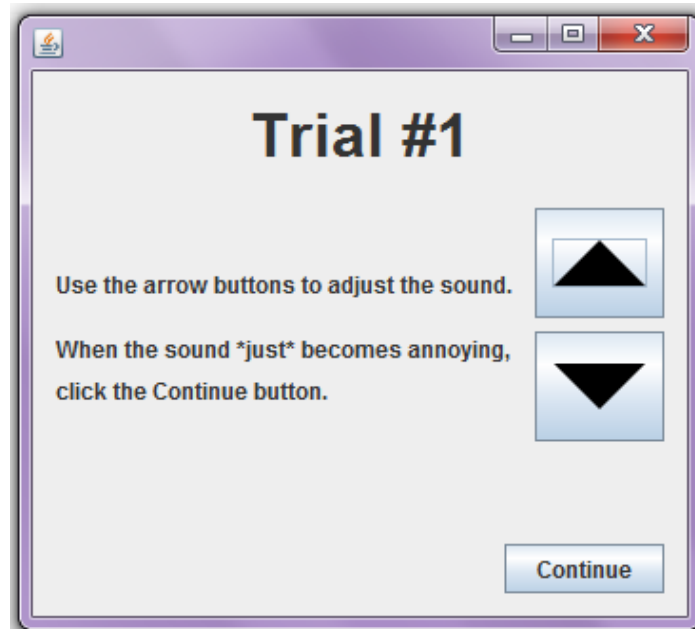 Trial #1
Use the arrow buttons to adjust the sound.
When the sound *just* becomes annoying,
click the Continue button.
Continue